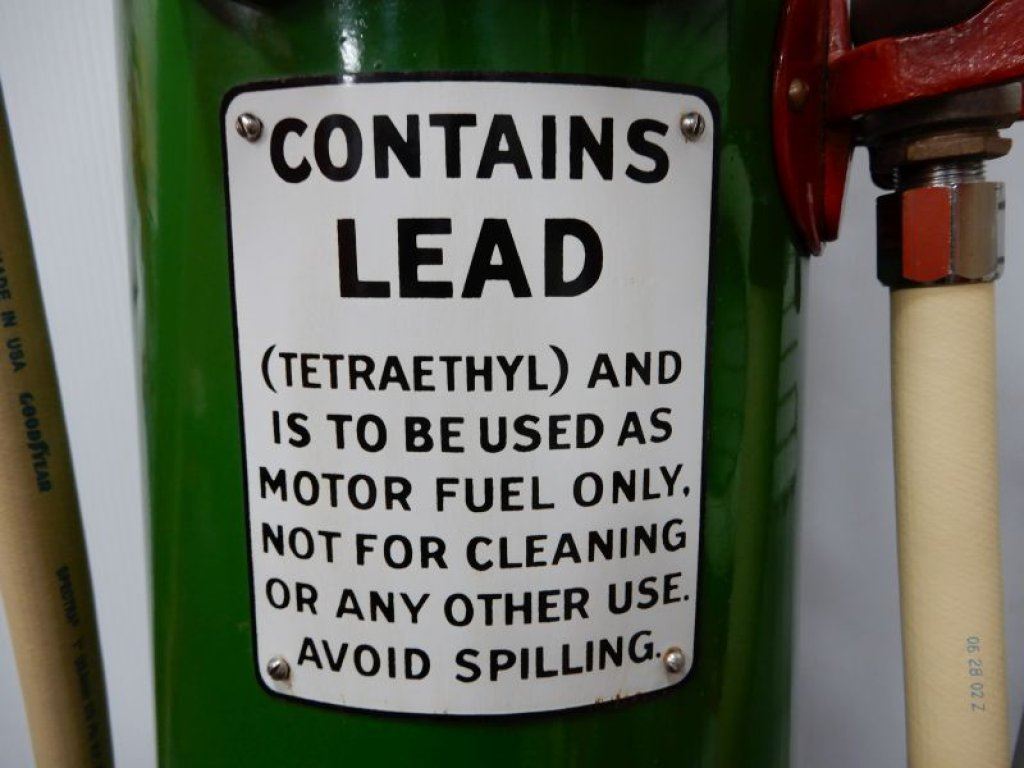 CONTAINS
LEAD
(TETRAETHYL) AND
IS TO BE USED AS
MOTOR FUEL ONLY.
NOT FOR CLEANING
OR ANY OTHER USE.
AVOID SPILLING.
MADE IN USA GOODYEAR
06 28 02 Z